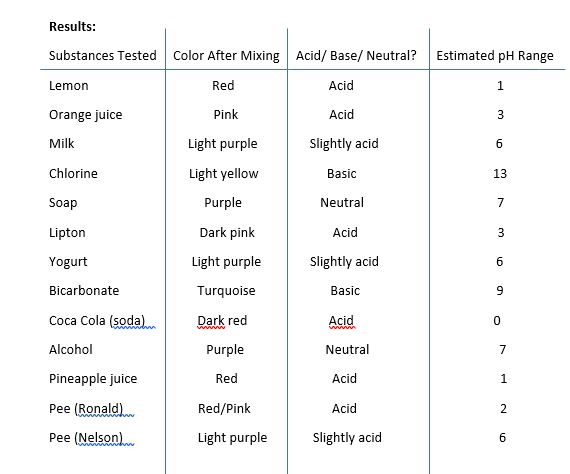 Results:
Substances Tested Color After Mixing Acid/ Base/ Neutral? Estimated pH Range
Lemon Red Acid 1
Orange juice Pink Acid 3
Milk Light purple Slightly acid 6
Chlorine Light yellow Basic 13
Soap Purple Neutral 7
Lipton Dark pink Acid 3
Yogurt Light purple Slightly acid 6
Bicarbonate Turquoise Basic 9
Coca Cola (soda) Dark red Acid 0
Alcohol Purple Neutral 7
Pineapple juice Red Acid 1
Pee (Ronald) Red/Pink Acid 2
Pee (Nelson) Light purple Slightly acid 6